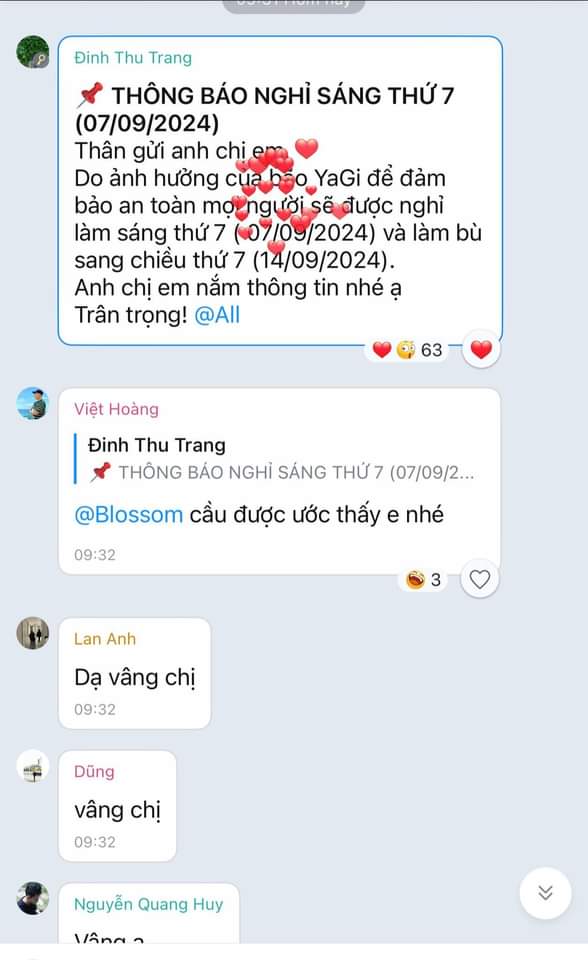 Đinh Thu Trang
THÔNG BÁO NGHỈ SÁNG THỨ 7
(07/09/2024)
Thân gửi anh chị em
Do ảnh hưởng của bão YaGi để đảm
bảo an toàn mọi người sẽ được nghỉ
làm sáng thứ 7 ( 07/09/2024) và làm bù
sang chiều thứ 7 (14/09/2024).
Anh chị em nắm thông tin nhé ạ
Trân trọng! @All
63
Việt Hoàng
Đinh Thu Trang
THÔNG BÁO NGHỈ SÁNG THỨ 7 (07/09/2...
@Blossom cầu được ước thấy e nhé
09:32
3
Lan Anh
Dạ vâng chị
09:32
Dũng
vâng chị
09:32
Nguyễn Quang Huy
Vâng ạ